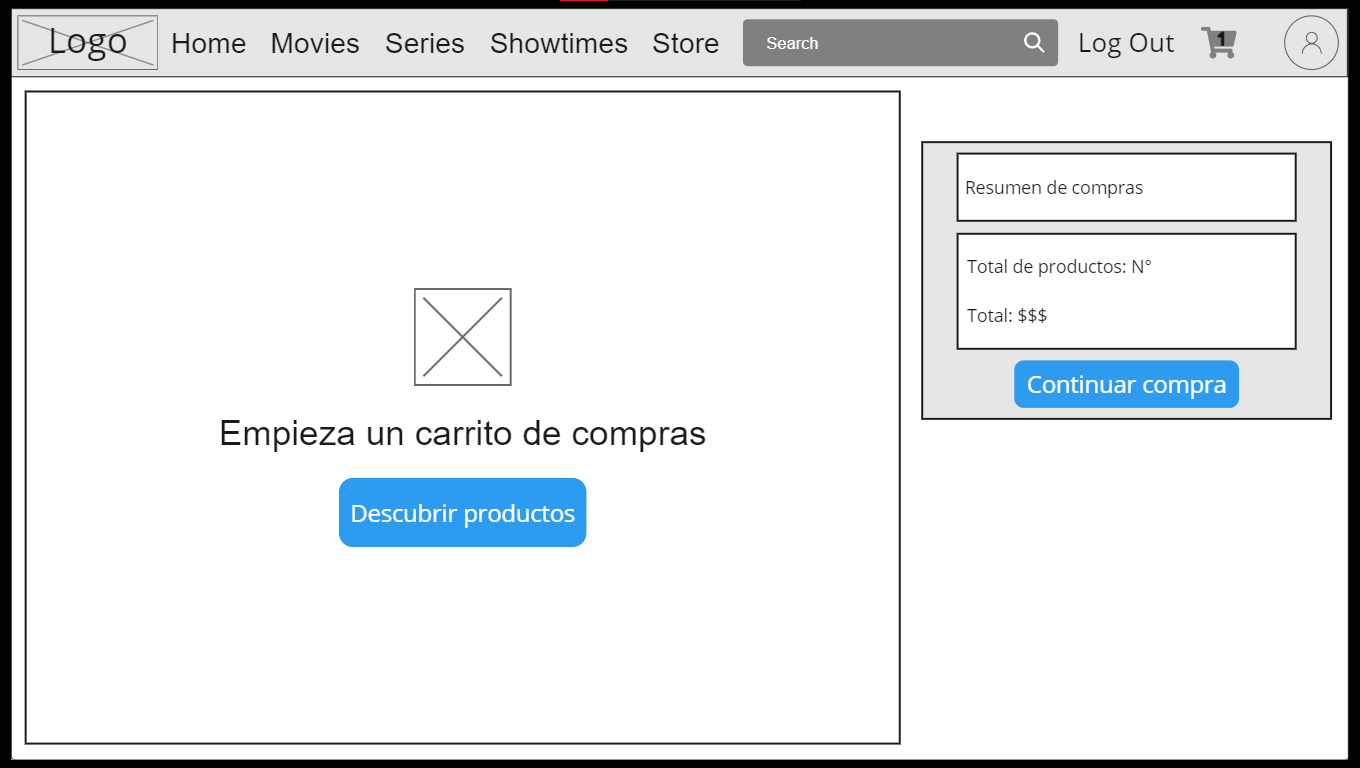 Logo Home Movies Series Showtimes Store Search Log Out 1
Empieza un carrito de compras
Descubrir productos
Resumen de compras
Total de productos: N°
Total: $$$
Continuar compra